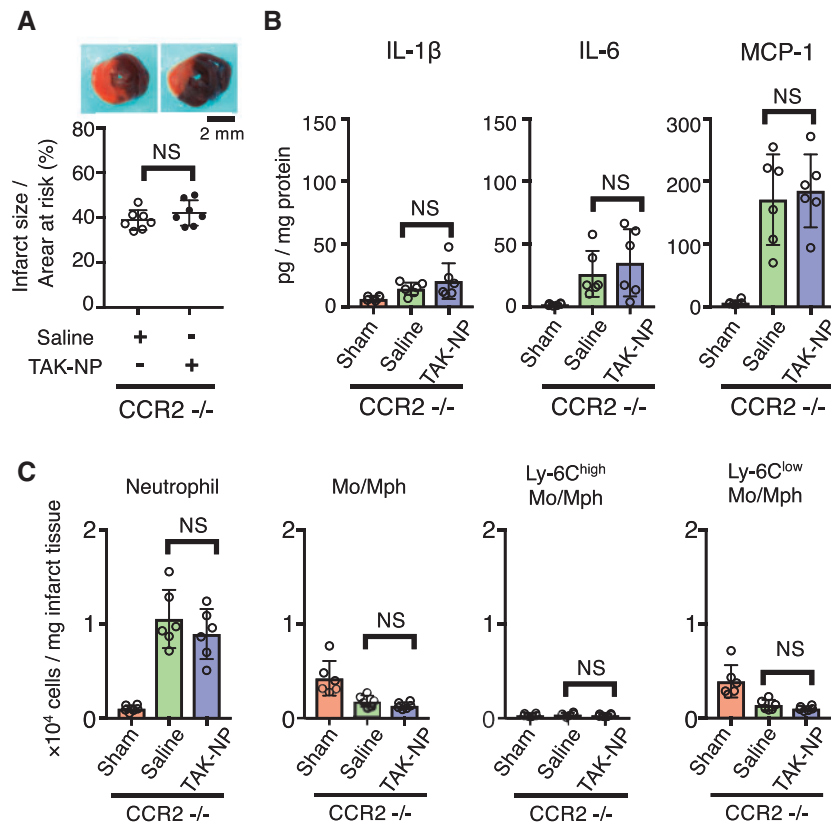 A
2 mm
Infarct size /
Arear at risk (%)
80
60
40
20
0
NS
Saline + -
TAK-NP - +
CCR2 -/-
B
IL-1β
IL-6
MCP-1
pg / mg protein
150
100
50
0
NS
Sham
Saline
TAK-NP
CCR2 -/-
150
100
50
0
NS
Sham
Saline
TAK-NP
CCR2 -/-
300
200
100
0
NS
Sham
Saline
TAK-NP
CCR2 -/-
C
×10⁴ cells / mg infarct tissue
Neutrophil
2
1
0
NS
Sham
Saline
TAK-NP
CCR2 -/-
Mo/Mph
2
1
0
NS
Sham
Saline
TAK-NP
CCR2 -/-
Ly-6Chigh
Mo/Mph
2
1
0
NS
Sham
Saline
TAK-NP
CCR2 -/-
Ly-6Clow
Mo/Mph
2
1
0
NS
Sham
Saline
TAK-NP
CCR2 -/-